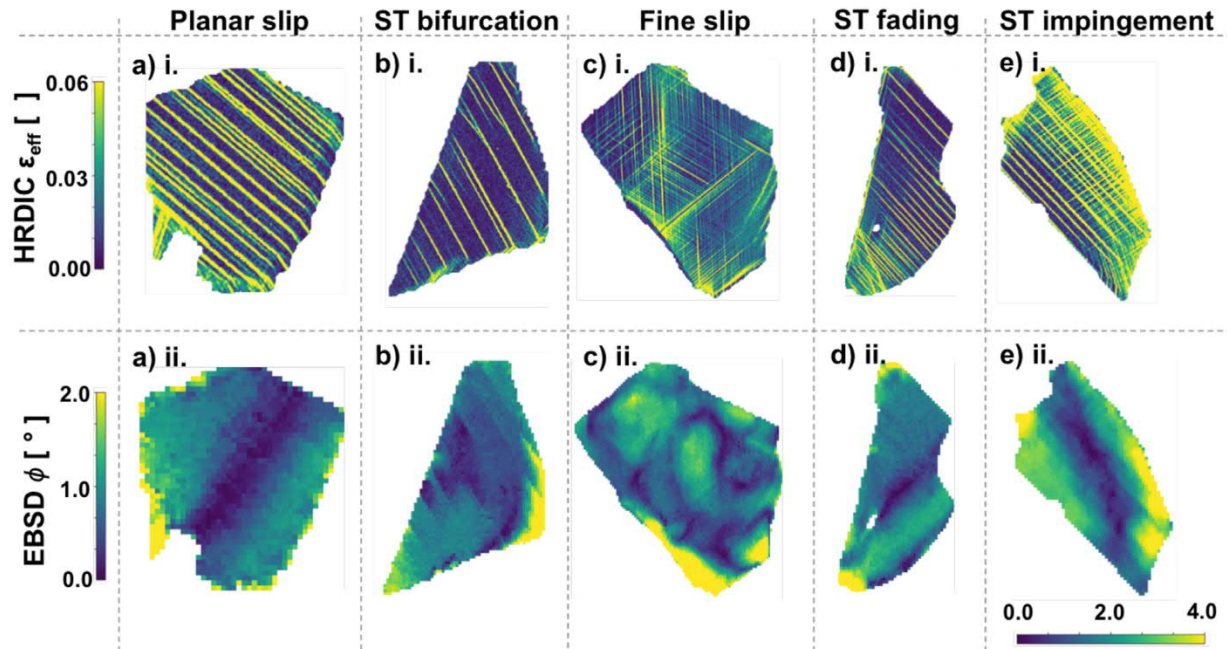 Planar slip
ST bifurcation
Fine slip
ST fading
ST impingement
HRDIC ε_eff [ ]
0.06
0.03
0.00
a) i.
b) i.
c) i.
d) i.
e) i.
EBSD ϕ [ ° ]
2.0
1.0
0.0
a) ii.
b) ii.
c) ii.
d) ii.
e) ii.
0.0 2.0 4.0